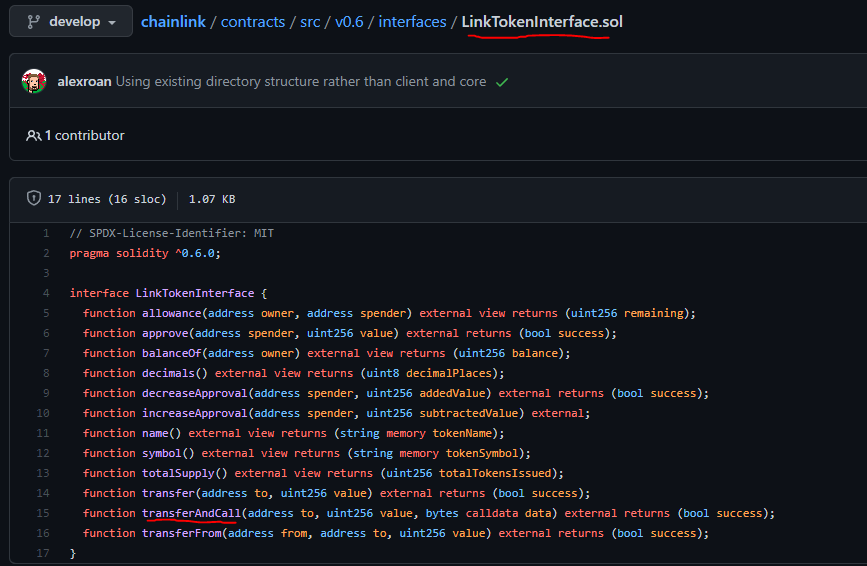 develop chainlink / contracts / src / v0.6 / interfaces / LinkTokenInterface.sol
alexroan Using existing directory structure rather than client and core
1 contributor
17 lines (16 sloc) 1.07 KB
1 // SPDX-License-Identifier: MIT
2 pragma solidity ^0.6.0;
3
4 interface LinkTokenInterface {
5 function allowance(address owner, address spender) external view returns (uint256 remaining);
6 function approve(address spender, uint256 value) external returns (bool success);
7 function balanceOf(address owner) external view returns (uint256 balance);
8 function decimals() external view returns (uint8 decimalPlaces);
9 function decreaseApproval(address spender, uint256 addedValue) external returns (bool success);
10 function increaseApproval(address spender, uint256 subtractedValue) external;
11 function name() external view returns (string memory tokenName);
12 function symbol() external view returns (string memory tokenSymbol);
13 function totalSupply() external view returns (uint256 totalTokensIssued);
14 function transfer(address to, uint256 value) external returns (bool success);
15 function transferAndCall(address to, uint256 value, bytes calldata data) external returns (bool success);
16 function transferFrom(address from, address to, uint256 value) external returns (bool success);
17 }